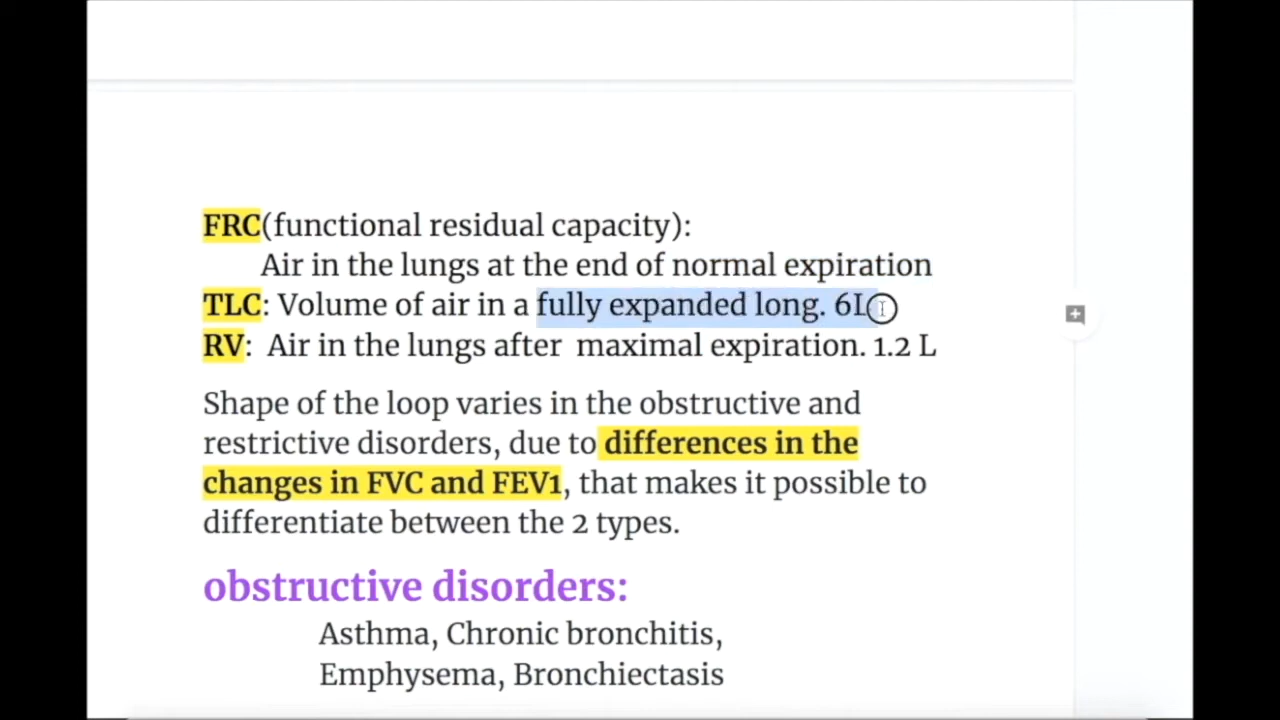 FRC(functional residual capacity):
Air in the lungs at the end of normal expiration
TLC: Volume of air in a fully expanded long. 6L
RV: Air in the lungs after maximal expiration. 1.2 L
Shape of the loop varies in the obstructive and
restrictive disorders, due to differences in the
changes in FVC and FEV1, that makes it possible to
differentiate between the 2 types.
obstructive disorders:
Asthma, Chronic bronchitis,
Emphysema, Bronchiectasis